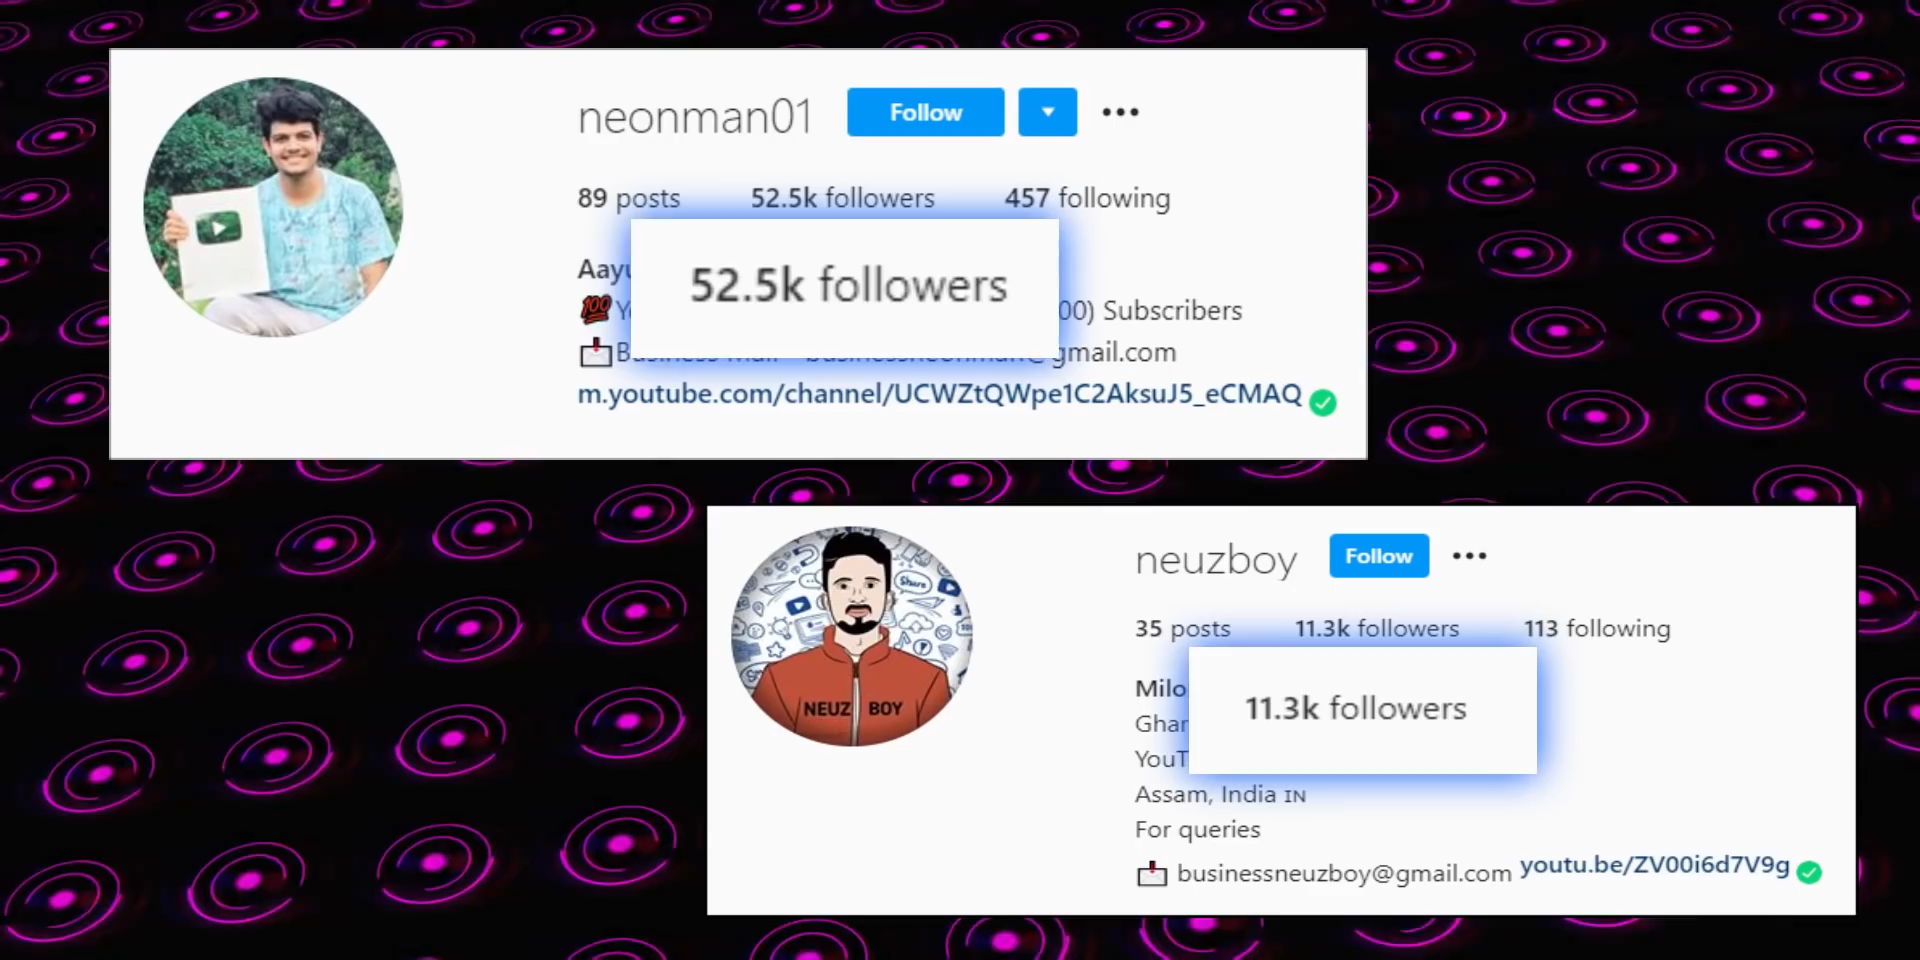 neonman01 Follow
89 posts 52.5k followers 457 following
52.5k followers
💯 00) Subscribers
gmail.com
m.youtube.com/channel/UCWZtQWpe1C2AksuJ5_eCMAQ
neuzboy Follow
35 posts 11.3k followers 113 following
Milo
11.3k followers
Assam, India IN
For queries
businessneuzboy@gmail.com youtu.be/ZV00i6d7V9g
Share
NEUZ BOY